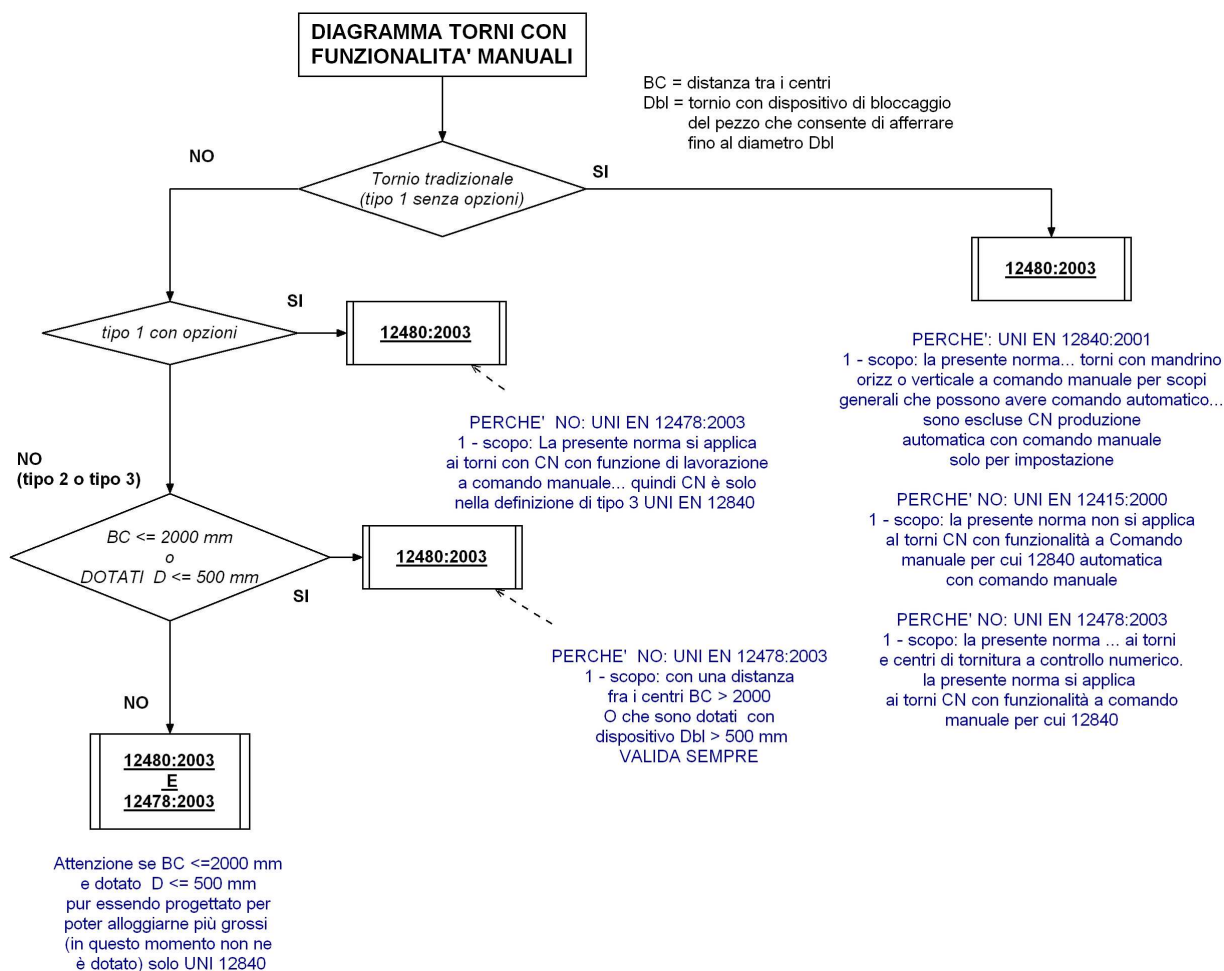 DIAGRAMMA TORNI CON
FUNZIONALITA' MANUALI
BC = distanza tra i centri
Dbl = tornio con dispositivo di bloccaggio
del pezzo che consente di afferrare
fino al diametro Dbl
NO
SI
Tornio tradizionale
(tipo 1 senza opzioni)
12480:2003
tipo 1 con opzioni
SI
12480:2003
PERCHE': UNI EN 12840:2001
1 - scopo: la presente norma... torni con mandrino
orizz o verticale a comando manuale per scopi
generali che possono avere comando automatico...
sono escluse CN produzione
automatica con comando manuale
solo per impostazione
PERCHE'  NO: UNI EN 12478:2003
1 - scopo: La presente norma si applica
ai torni con CN con funzione di lavorazione
a comando manuale... quindi CN è solo
nella definizione di tipo 3 UNI EN 12840
NO
(tipo 2 o tipo 3)
PERCHE' NO: UNI EN 12415:2000
1 - scopo: la presente norma non si applica
al torni CN con funzionalità a Comando
manuale per cui 12840 automatica
con comando manuale
BC <= 2000 mm
o
DOTATI  D <= 500 mm
SI
12480:2003
PERCHE' NO: UNI EN 12478:2003
1 - scopo: la presente norma ... ai torni
e centri di tornitura a controllo numerico.
la presente norma si applica
ai torni CN con funzionalità a comando
manuale per cui 12840
PERCHE'  NO: UNI EN 12478:2003
1 - scopo: con una distanza
fra i centri BC > 2000
O che sono dotati  con
dispositivo Dbl > 500 mm
VALIDA SEMPRE
NO
12480:2003
E
12478:2003
Attenzione se BC <=2000 mm
e dotato  D <= 500 mm
pur essendo progettato per
poter alloggiarne più grossi
(in questo momento non ne
è dotato) solo UNI 12840